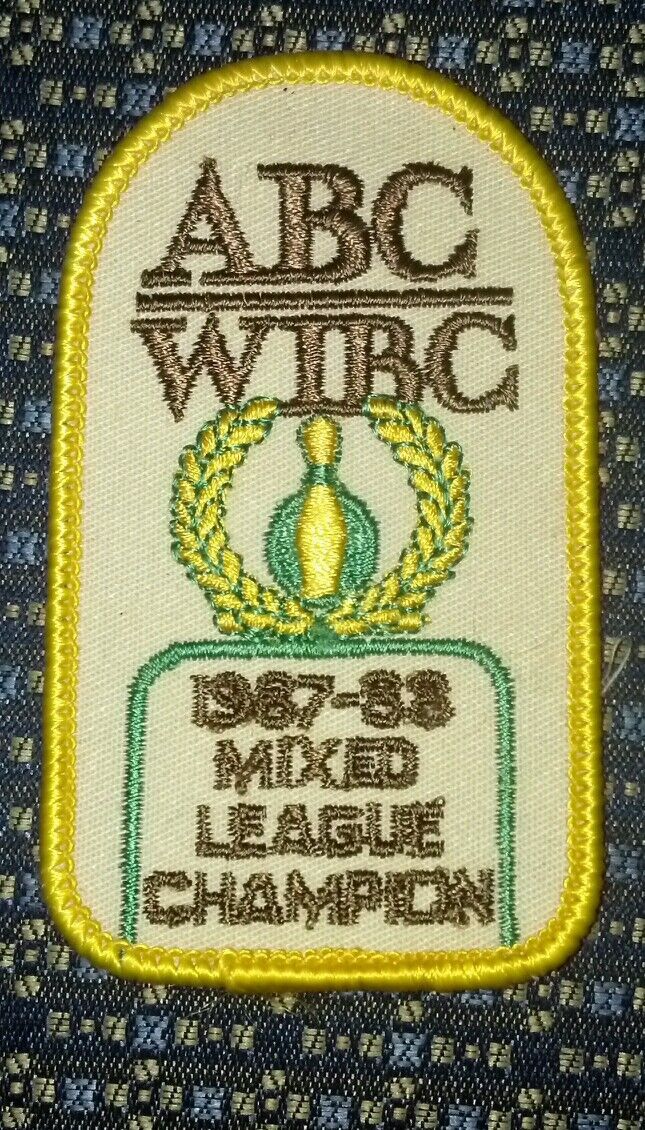 ABC
WIBC
1987-88
MIXED
LEAGUE
CHAMPION